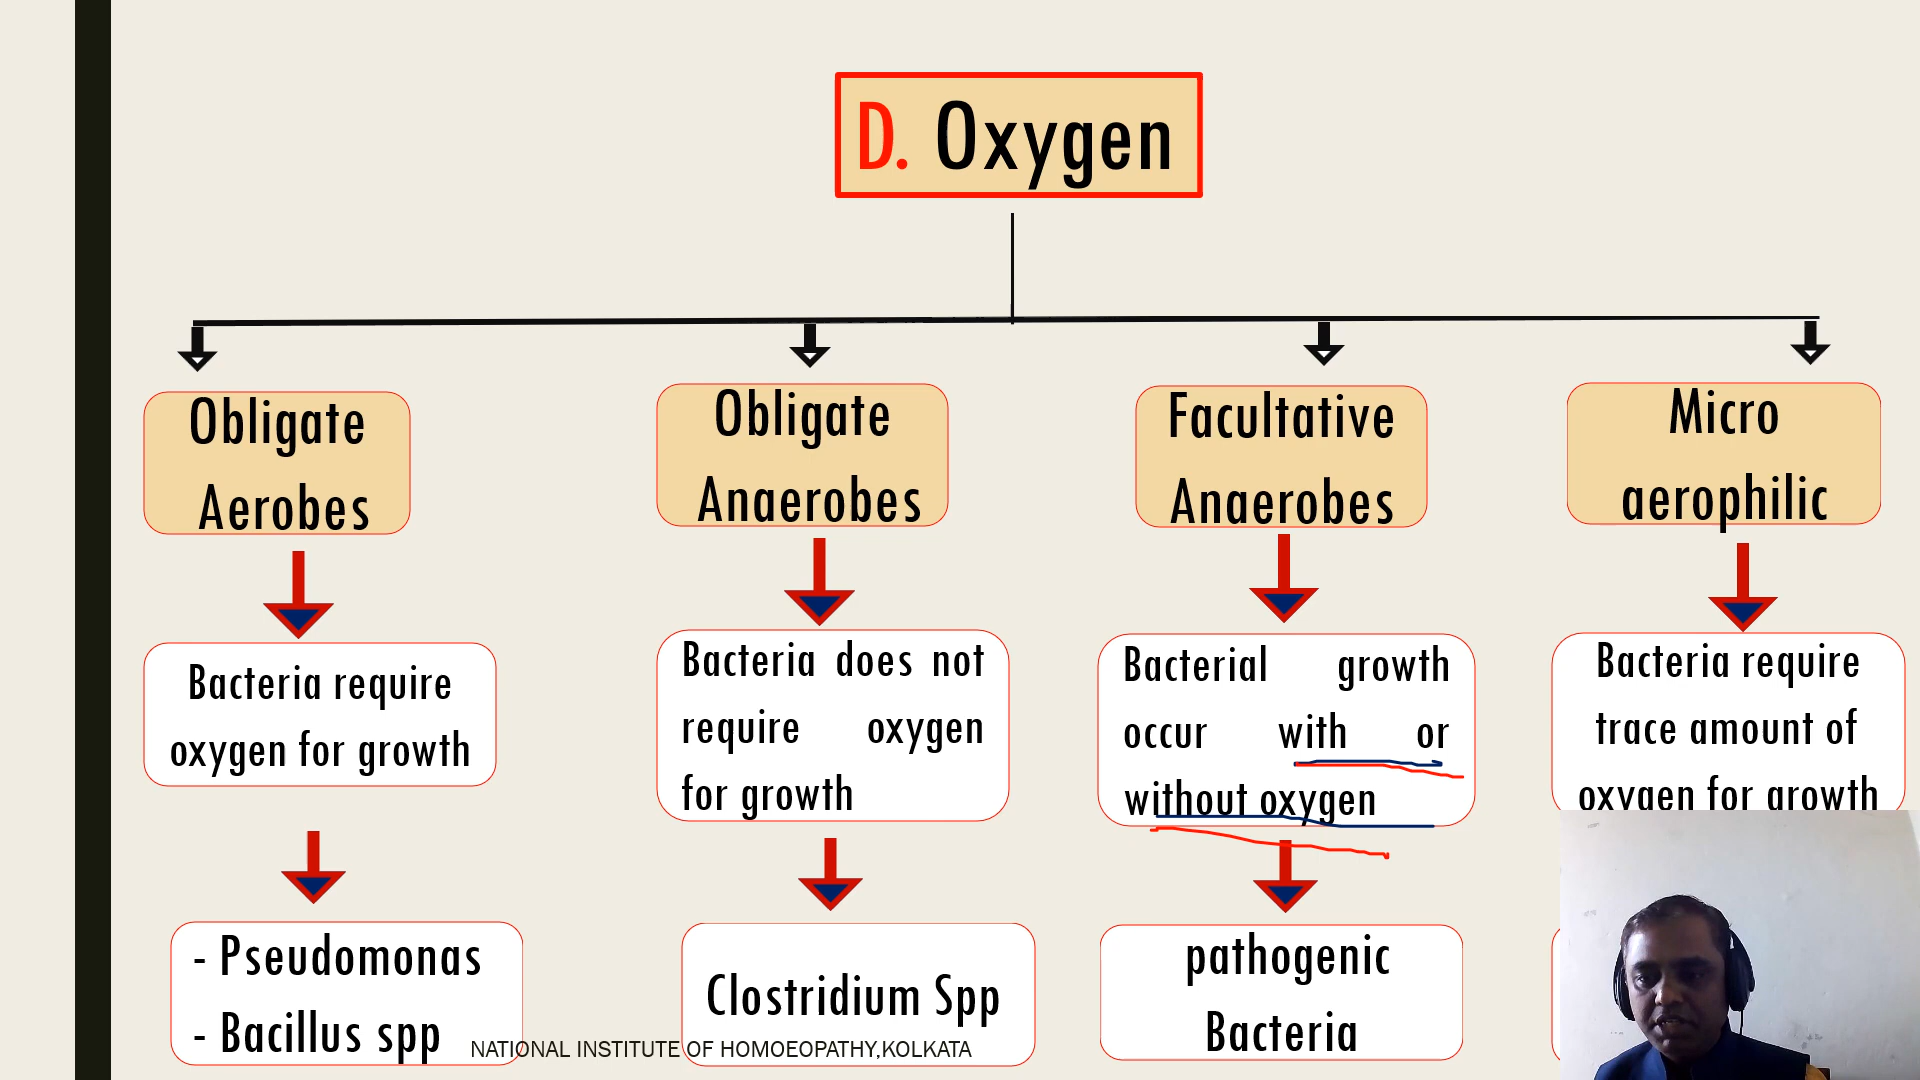 D. Oxygen
Obligate
Aerobes
Obligate
Anaerobes
Facultative
Anaerobes
Micro
aerophilic
Bacteria require
oxygen for growth
Bacteria does not
require oxygen
for growth
Bacterial growth
occur with or
without oxygen
Bacteria require
trace amount of
oxygen for growth
- Pseudomonas
- Bacillus spp
Clostridium Spp
pathogenic
Bacteria
NATIONAL INSTITUTE OF HOMOEOPATHY,KOLKATA